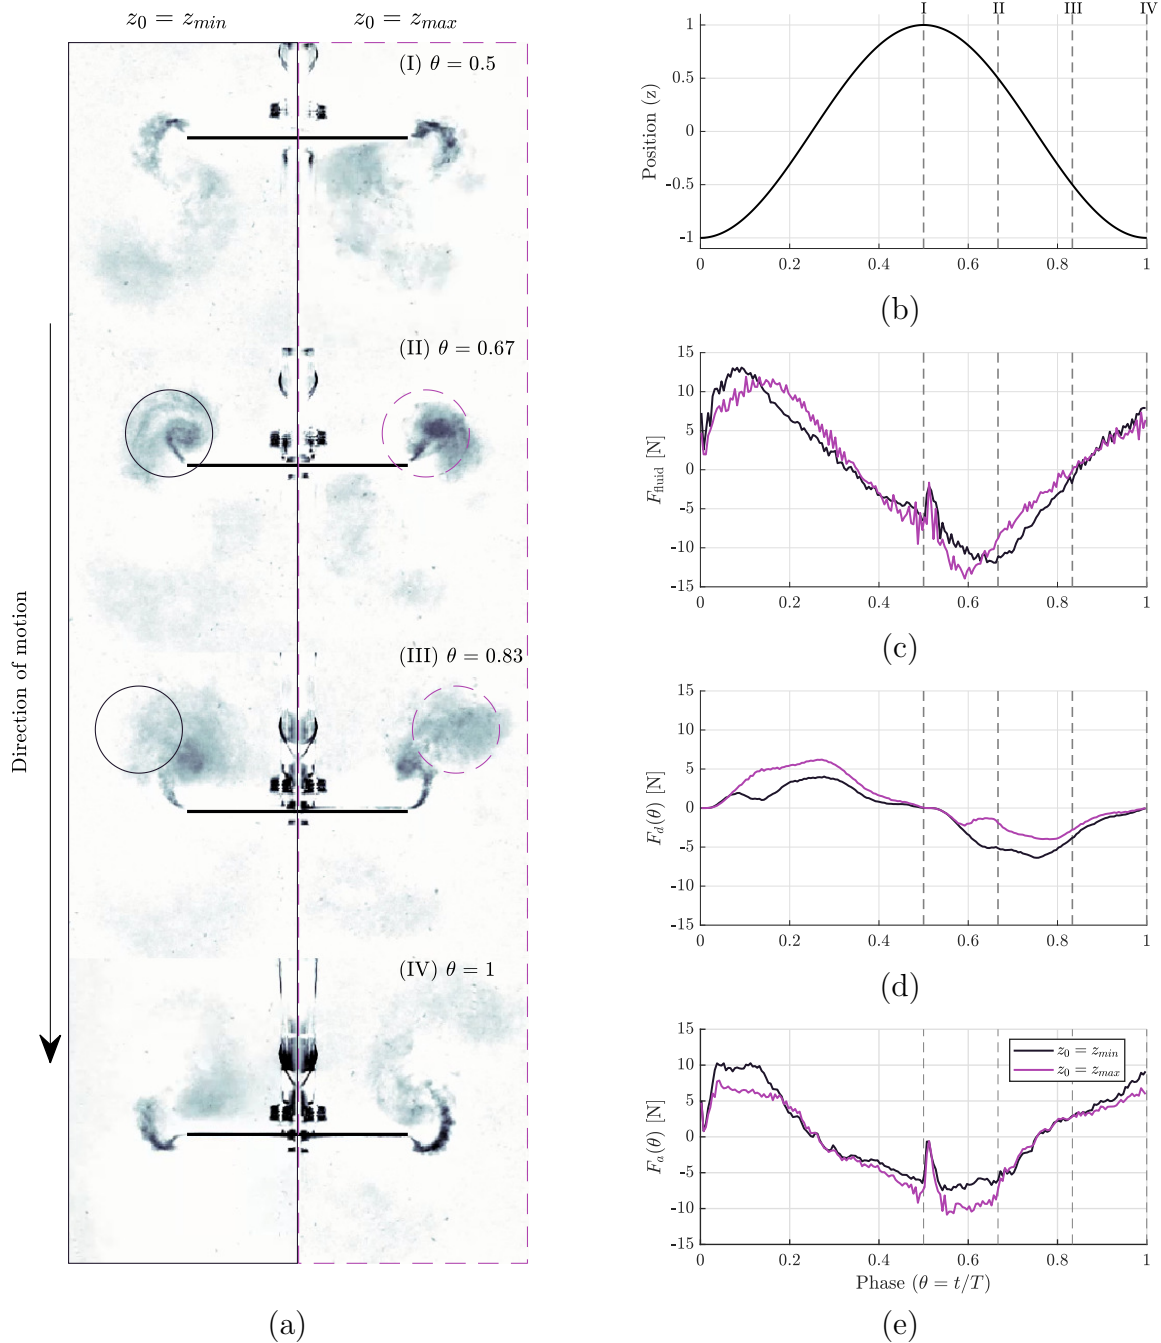 z₀ = z_min
z₀ = z_max
(I) θ = 0.5
(II) θ = 0.67
(III) θ = 0.83
(IV) θ = 1
Direction of motion
(a)
I II III IV
1
0.5
0
-0.5
-1
Position (z)
0 0.2 0.4 0.6 0.8 1
(b)
15
10
5
0
-5
-10
-15
F_fluid [N]
0 0.2 0.4 0.6 0.8 1
(c)
15
10
5
0
-5
-10
-15
F_d(θ) [N]
0 0.2 0.4 0.6 0.8 1
(d)
15
10
5
0
-5
-10
-15
F_a(θ) [N]
z₀ = z_min
z₀ = z_max
0 0.2 0.4 0.6 0.8 1
Phase (θ = t/T)
(e)